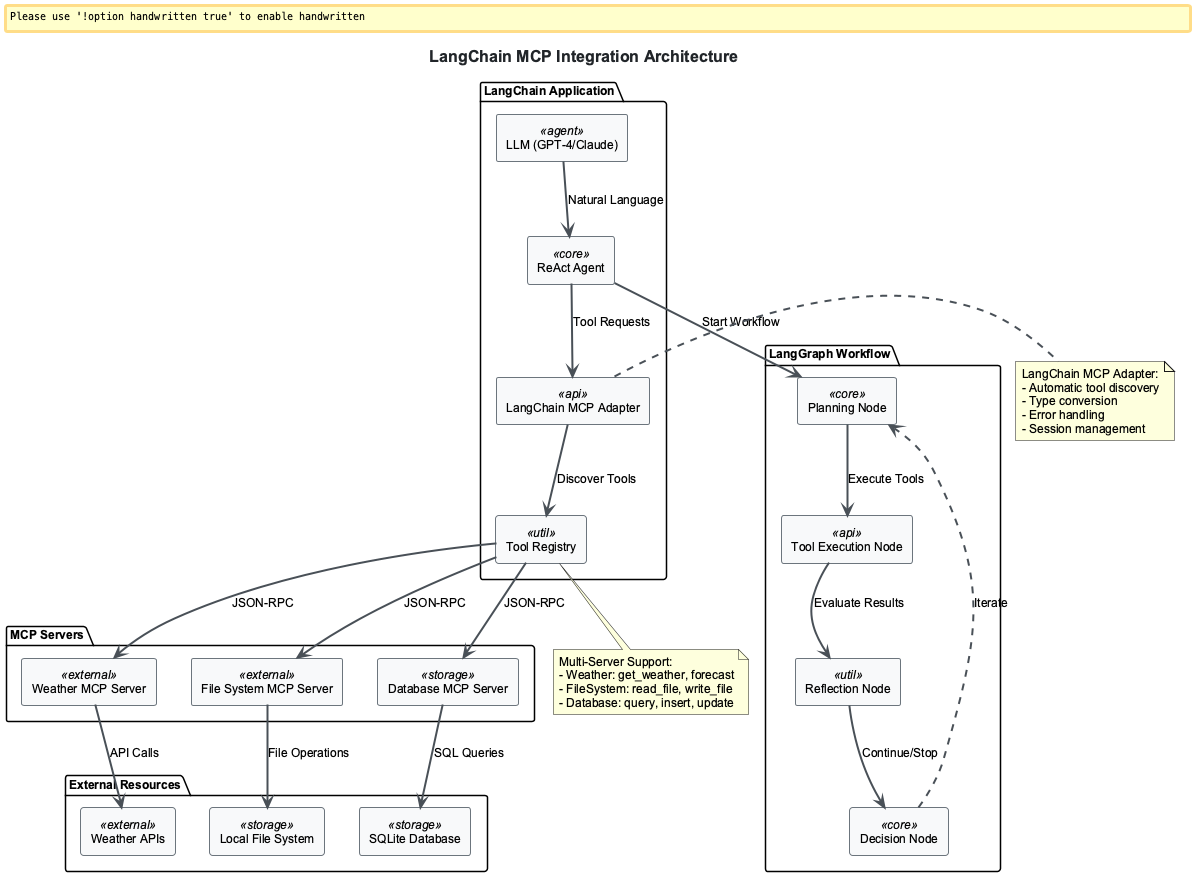 Please use '!option handwritten true' to enable handwritten
LangChain MCP Integration Architecture
LangChain Application
«agent»
LLM (GPT-4/Claude)
Natural Language
«core»
ReAct Agent
Tool Requests
Start Workflow
LangGraph Workflow
LangChain MCP Adapter:
- Automatic tool discovery
- Type conversion
- Error handling
- Session management
«api»
LangChain MCP Adapter
«core»
Planning Node
Discover Tools
Execute Tools
«util»
Tool Registry
«api»
Tool Execution Node
JSON-RPC
JSON-RPC
JSON-RPC
Evaluate Results
Iterate
MCP Servers
«external»
Weather MCP Server
«external»
File System MCP Server
«storage»
Database MCP Server
Multi-Server Support:
- Weather: get_weather, forecast
- FileSystem: read_file, write_file
- Database: query, insert, update
«util»
Reflection Node
API Calls
File Operations
SQL Queries
Continue/Stop
External Resources
«external»
Weather APIs
«storage»
Local File System
«storage»
SQLite Database
«core»
Decision Node